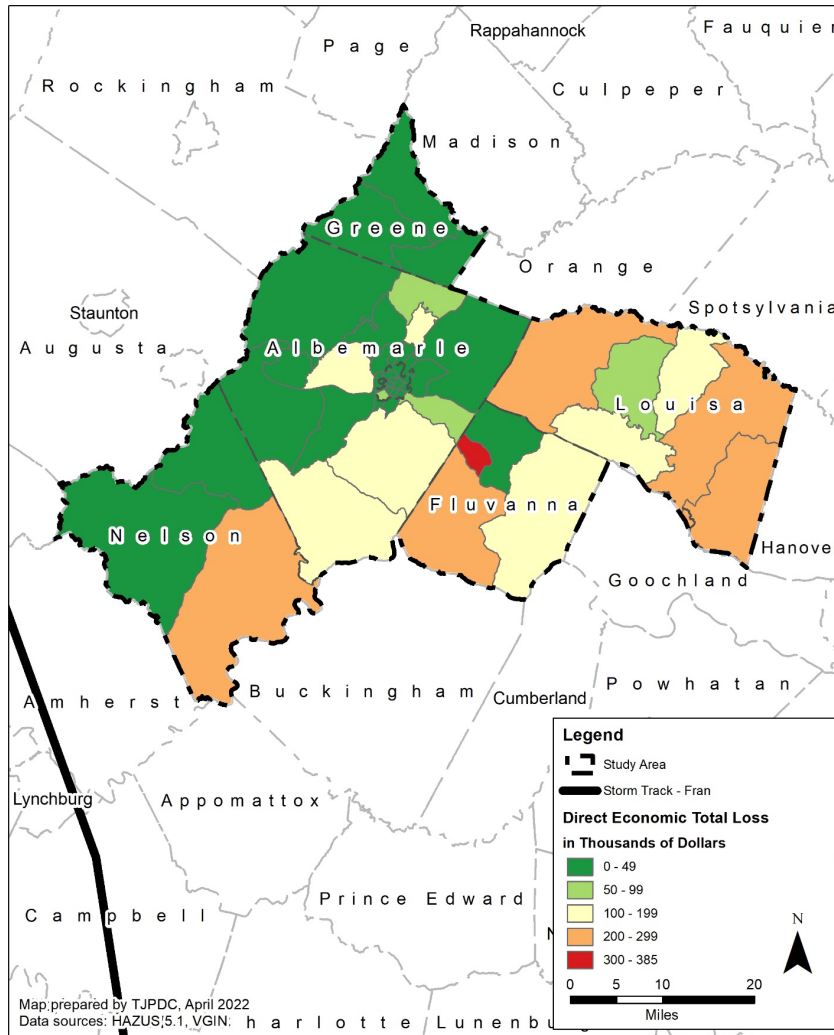 Rappahannock
Fauquier
Page
Rockingham
Culpeper
Madison
Greene
Orange
Staunton
Spotsylvania
Augusta
Albemarle
Louisa
Fluvanna
Nelson
Hanove
Goochland
Buckingham
Powhatan
Amherst
Cumberland
Lynchburg
Appomattox
Prince Edward
N
Campbell
Map prepared by TJPDC, April 2022
Data sources: HAZUS 5.1, VGIN.
harlotte
Lunenburg
Legend
Study Area
Storm Track - Fran
Direct Economic Total Loss
in Thousands of Dollars
0 - 49
50 - 99
100 - 199
200 - 299
300 - 385
N
0 5 10 20
Miles